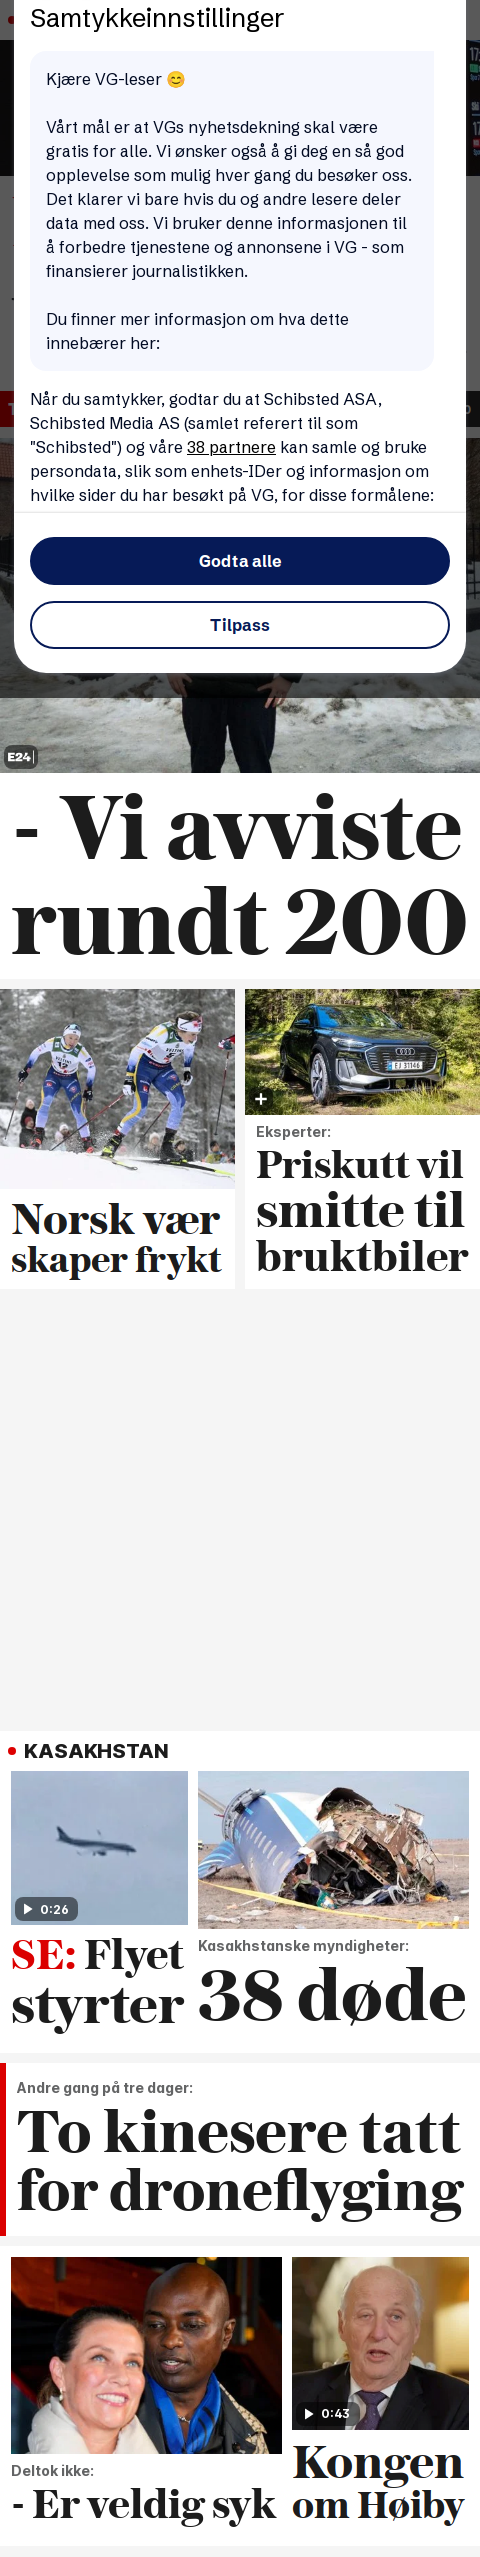 Samtykkeinnstillinger
Kjære VG-leser 😊
Vårt mål er at VGs nyhetsdekning skal være
gratis for alle. Vi ønsker også å gi deg en så god
opplevelse som mulig hver gang du besøker oss.
Det klarer vi bare hvis du og andre lesere deler
data med oss. Vi bruker denne informasjonen til
å forbedre tjenestene og annonsene i VG - som
finansierer journalistikken.
Du finner mer informasjon om hva dette
innebærer her:
Når du samtykker, godtar du at Schibsted ASA,
Schibsted Media AS (samlet referert til som
"Schibsted") og våre 38 partnere kan samle og bruke
persondata, slik som enhets-IDer og informasjon om
hvilke sider du har besøkt på VG, for disse formålene:
Godta alle
Tilpass
E24
- Vi avviste
rundt 200
Norsk vær
skaper frykt
Eksperter:
Priskutt vil
smitte til
bruktbiler
KASAKHSTAN
0:26
SE: Flyet
styrter
Kasakhstanske myndigheter:
38 døde
Andre gang på tre dager:
To kinesere tatt
for droneflyging
Deltok ikke:
- Er veldig syk
0:43
Kongen
om Høiby